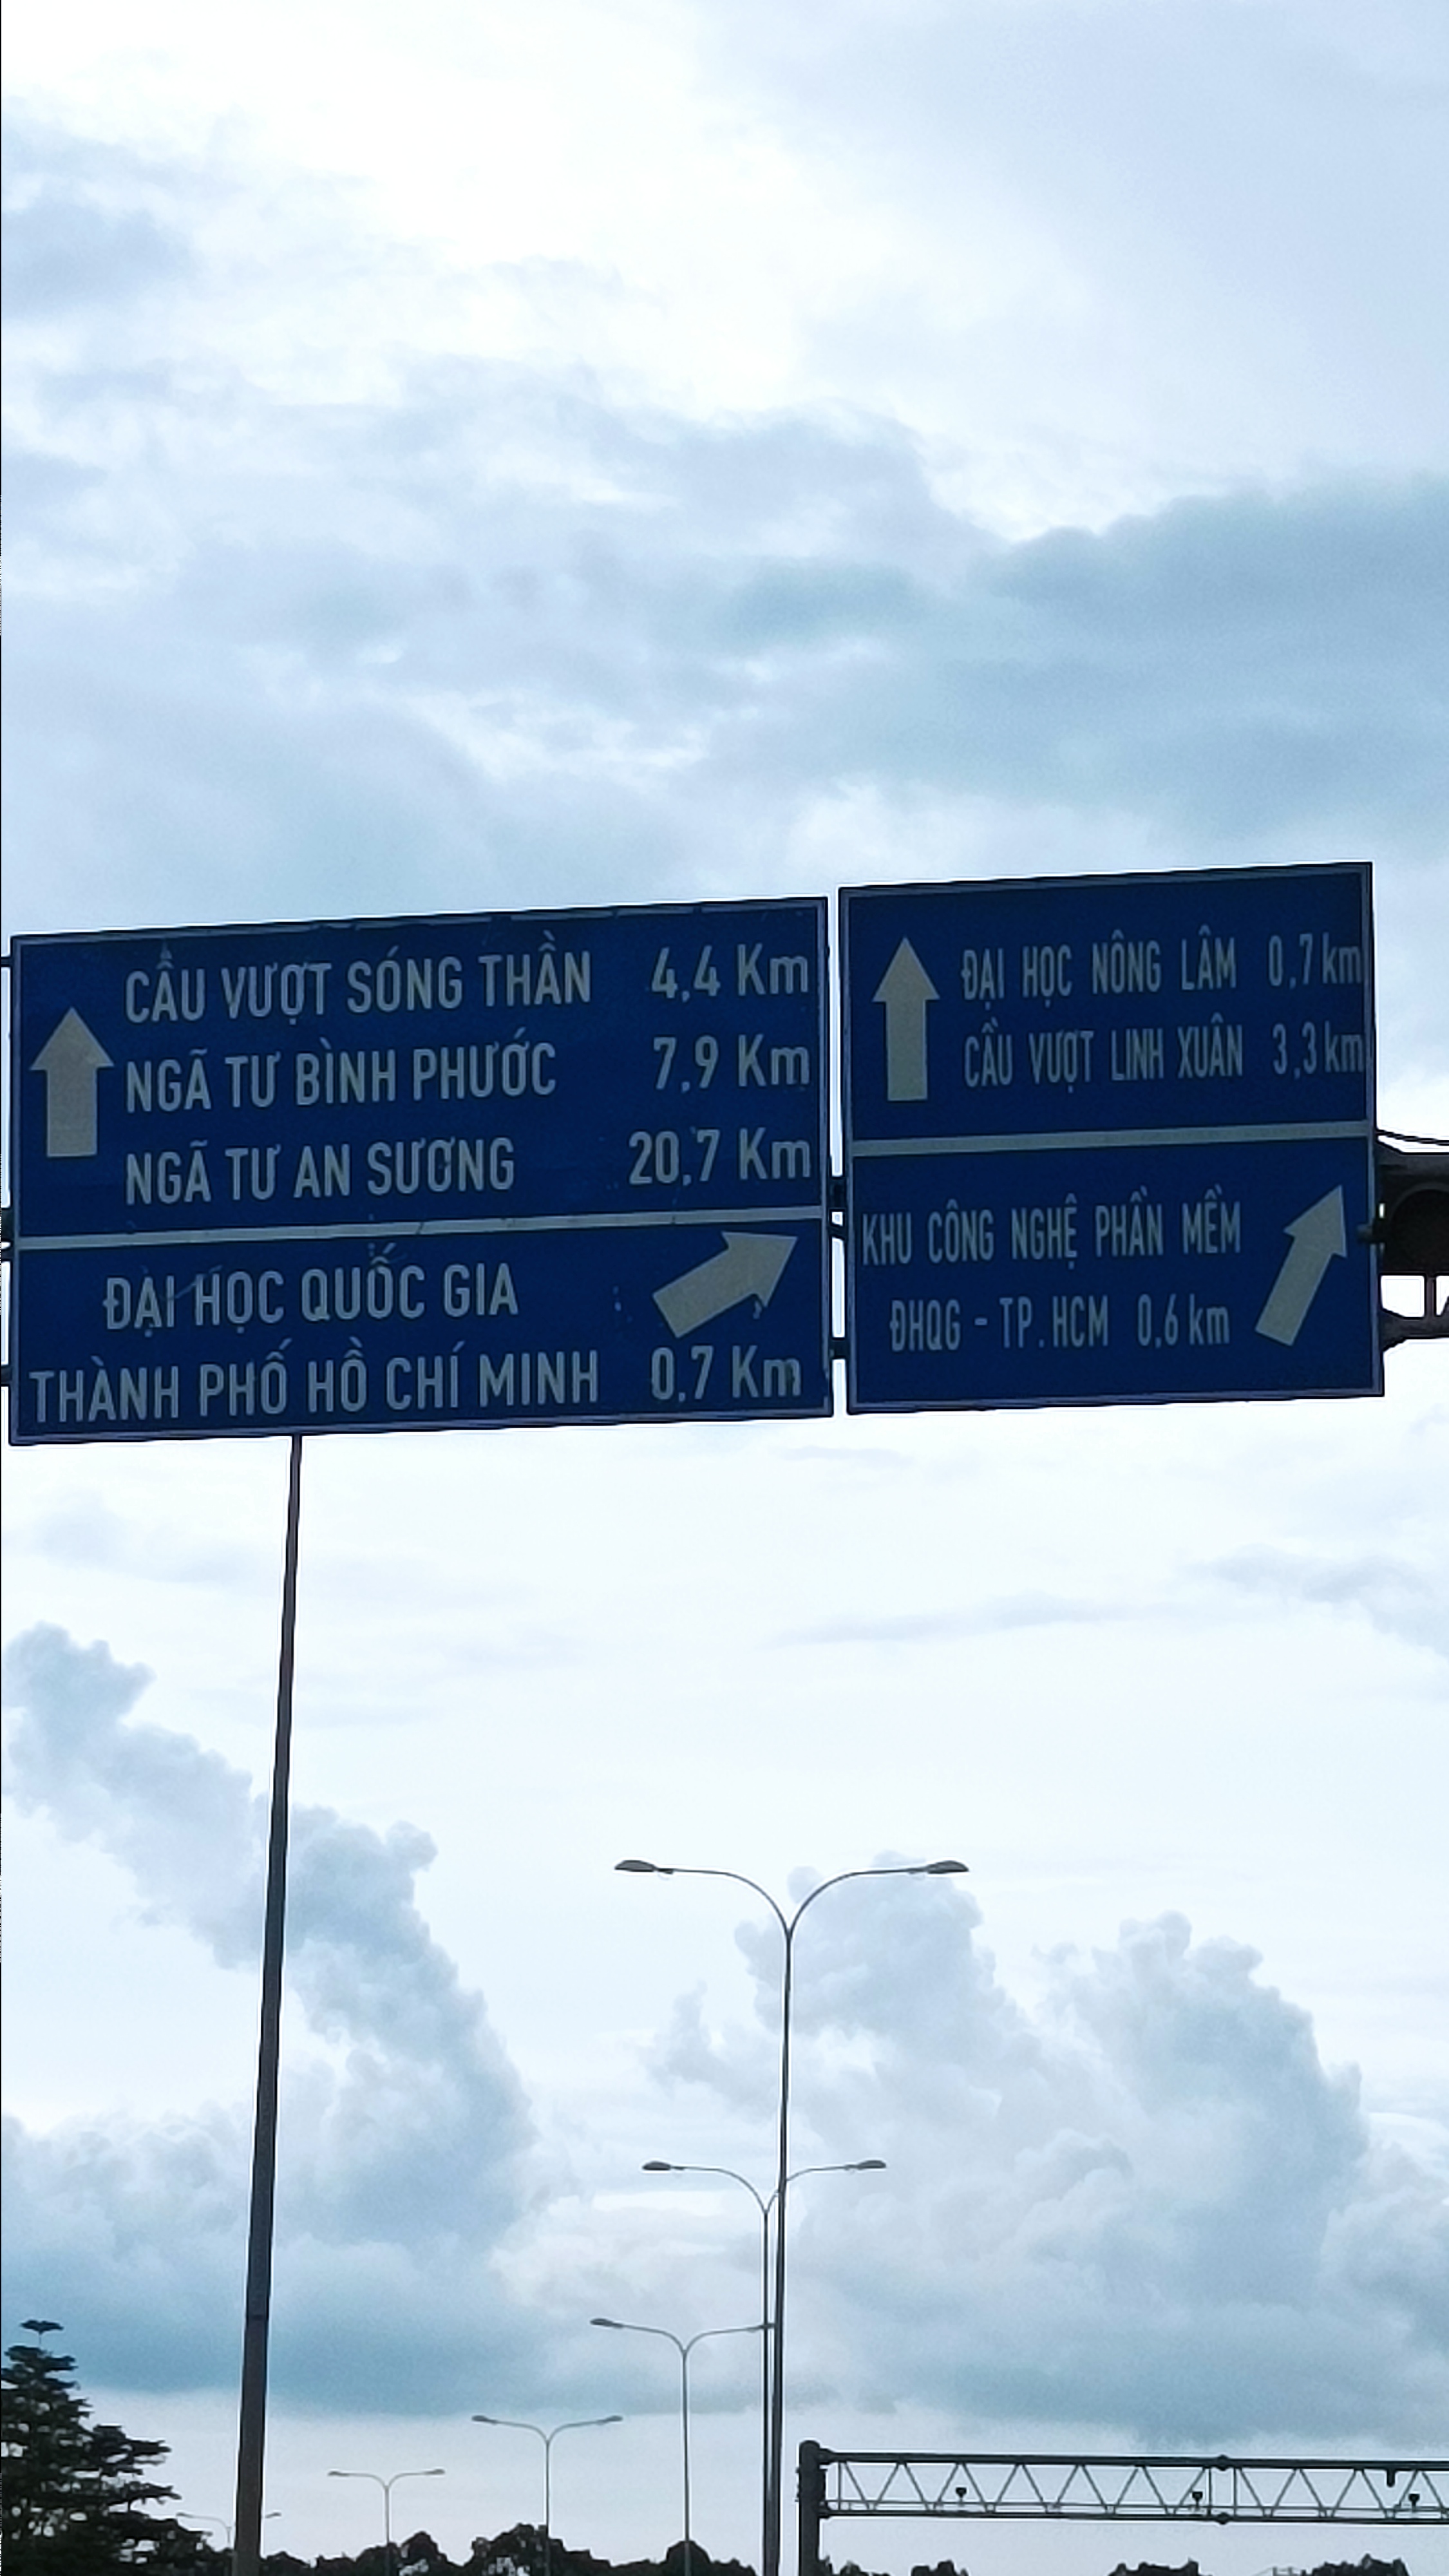 CẦU VƯỢT SÓNG THẦN 4,4 Km
NGÃ TƯ BÌNH PHƯỚC 7,9 Km
NGÃ TƯ AN SƯƠNG 20,7 Km
ĐẠI HỌC QUỐC GIA
THÀNH PHỐ HỒ CHÍ MINH 0,7 Km
ĐẠI HỌC NÔNG LÂM 0,7 km
CẦU VƯỢT LINH XUÂN 3,3 km
KHU CÔNG NGHỆ PHẦN MỀM
ĐHQG - TP.HCM 0,6 km